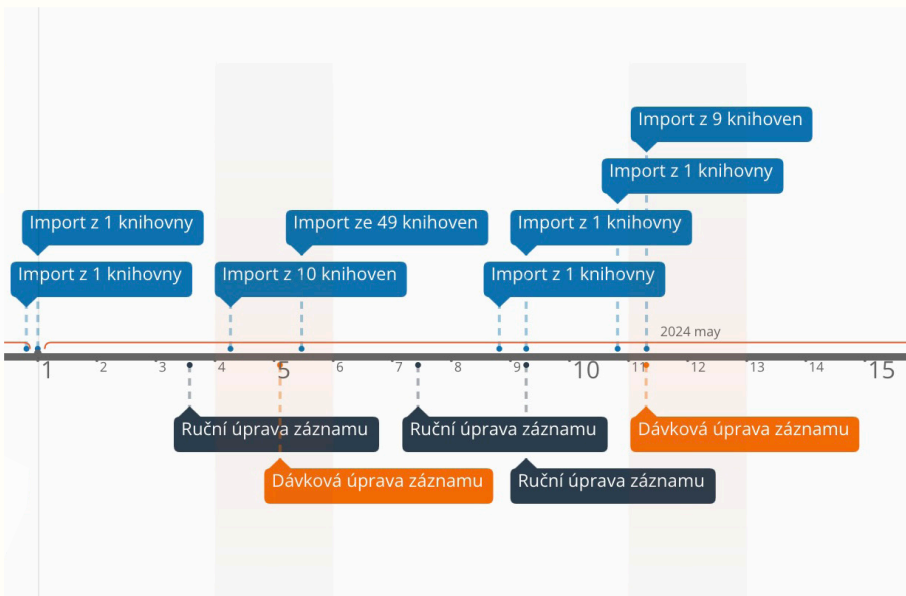 Import z 9 knihoven
Import z 1 knihovny
Import z 1 knihovny
Import ze 49 knihoven
Import z 1 knihovny
Import z 1 knihovny
Import z 10 knihoven
Import z 1 knihovny
2024 may
1 2 3 4 5 6 7 8 9 10 11 12 13 14 15
Ruční úprava záznamu
Ruční úprava záznamu
Dávková úprava záznamu
Dávková úprava záznamu
Ruční úprava záznamu